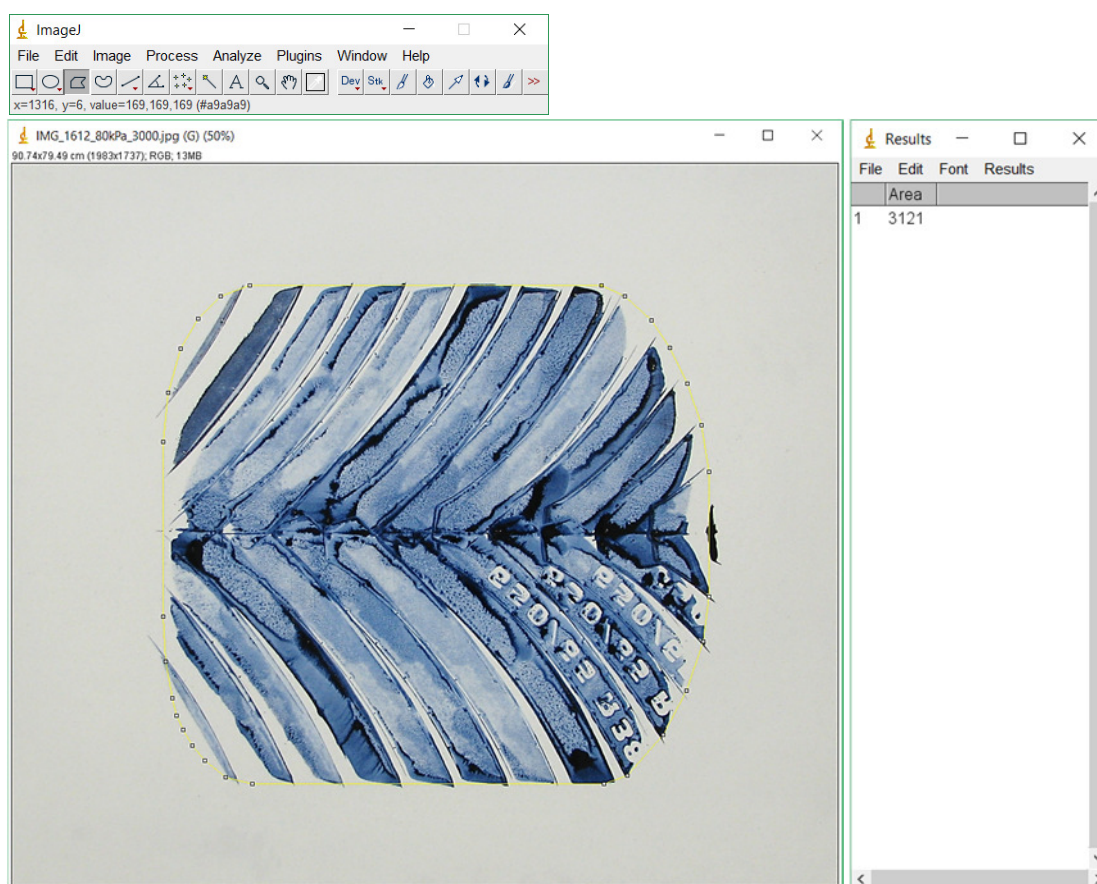 ImageJ
File Edit Image Process Analyze Plugins Window Help
Dev Stk >>
x=1316, y=6, value=169,169,169 (#a9a9a9)
IMG_1612_80kPa_3000.jpg (G) (50%)
90.74x79.49 cm (1983x1737); RGB; 13MB
Results
File Edit Font Results
Area
1 3121